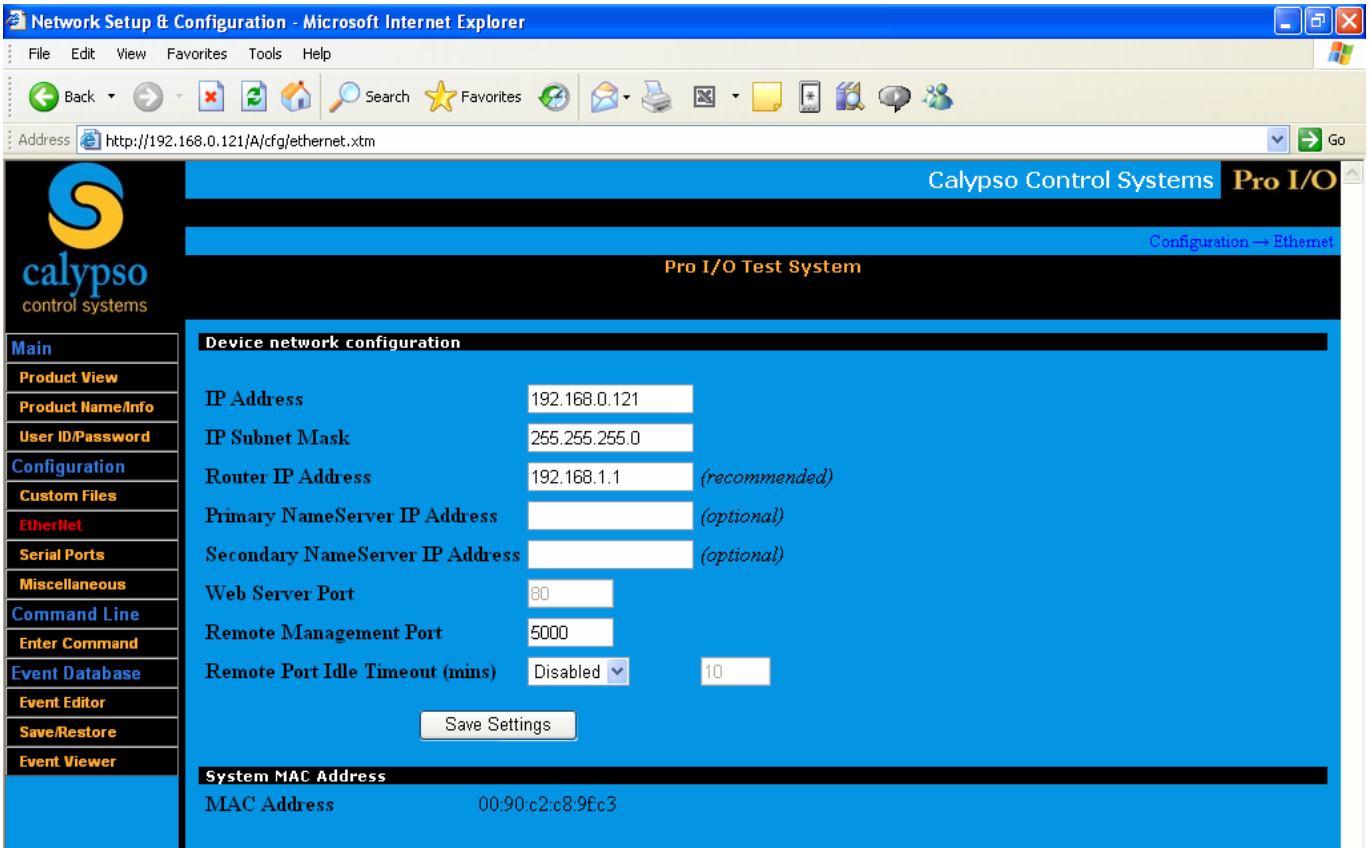 Network Setup & Configuration - Microsoft Internet Explorer
File Edit View Favorites Tools Help
Back Search Favorites
Address http://192.168.0.121/A/cfg/ethernet.xtm Go
Calypso Control Systems Pro I/O
Configuration → Ethernet
Pro I/O Test System
calypso
control systems
Main
Product View
Product Name/Info
User ID/Password
Configuration
Custom Files
EtherNet
Serial Ports
Miscellaneous
Command Line
Enter Command
Event Database
Event Editor
Save/Restore
Event Viewer
Device network configuration
IP Address 192.168.0.121
IP Subnet Mask 255.255.255.0
Router IP Address 192.168.1.1 (recommended)
Primary NameServer IP Address (optional)
Secondary NameServer IP Address (optional)
Web Server Port 80
Remote Management Port 5000
Remote Port Idle Timeout (mins) Disabled 10
Save Settings
System MAC Address
MAC Address 00:90:c2:c8:9f:c3